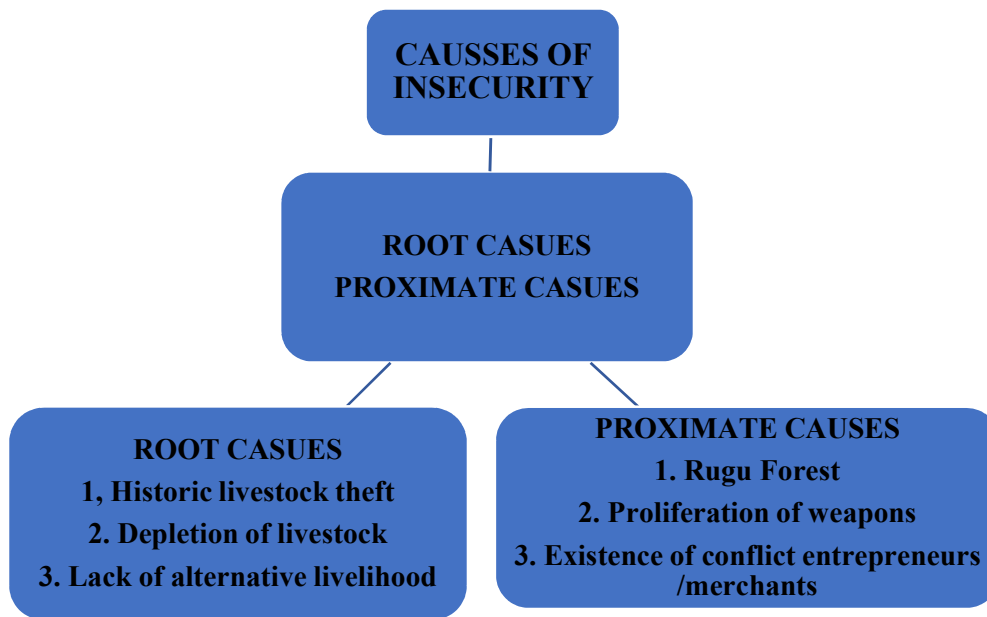 CAUSSES OF
INSECURITY
ROOT CASUES
PROXIMATE CASUES
ROOT CASUES
1, Historic livestock theft
2. Depletion of livestock
3. Lack of alternative livelihood
PROXIMATE CAUSES
1. Rugu Forest
2. Proliferation of weapons
3. Existence of conflict entrepreneurs
/merchants